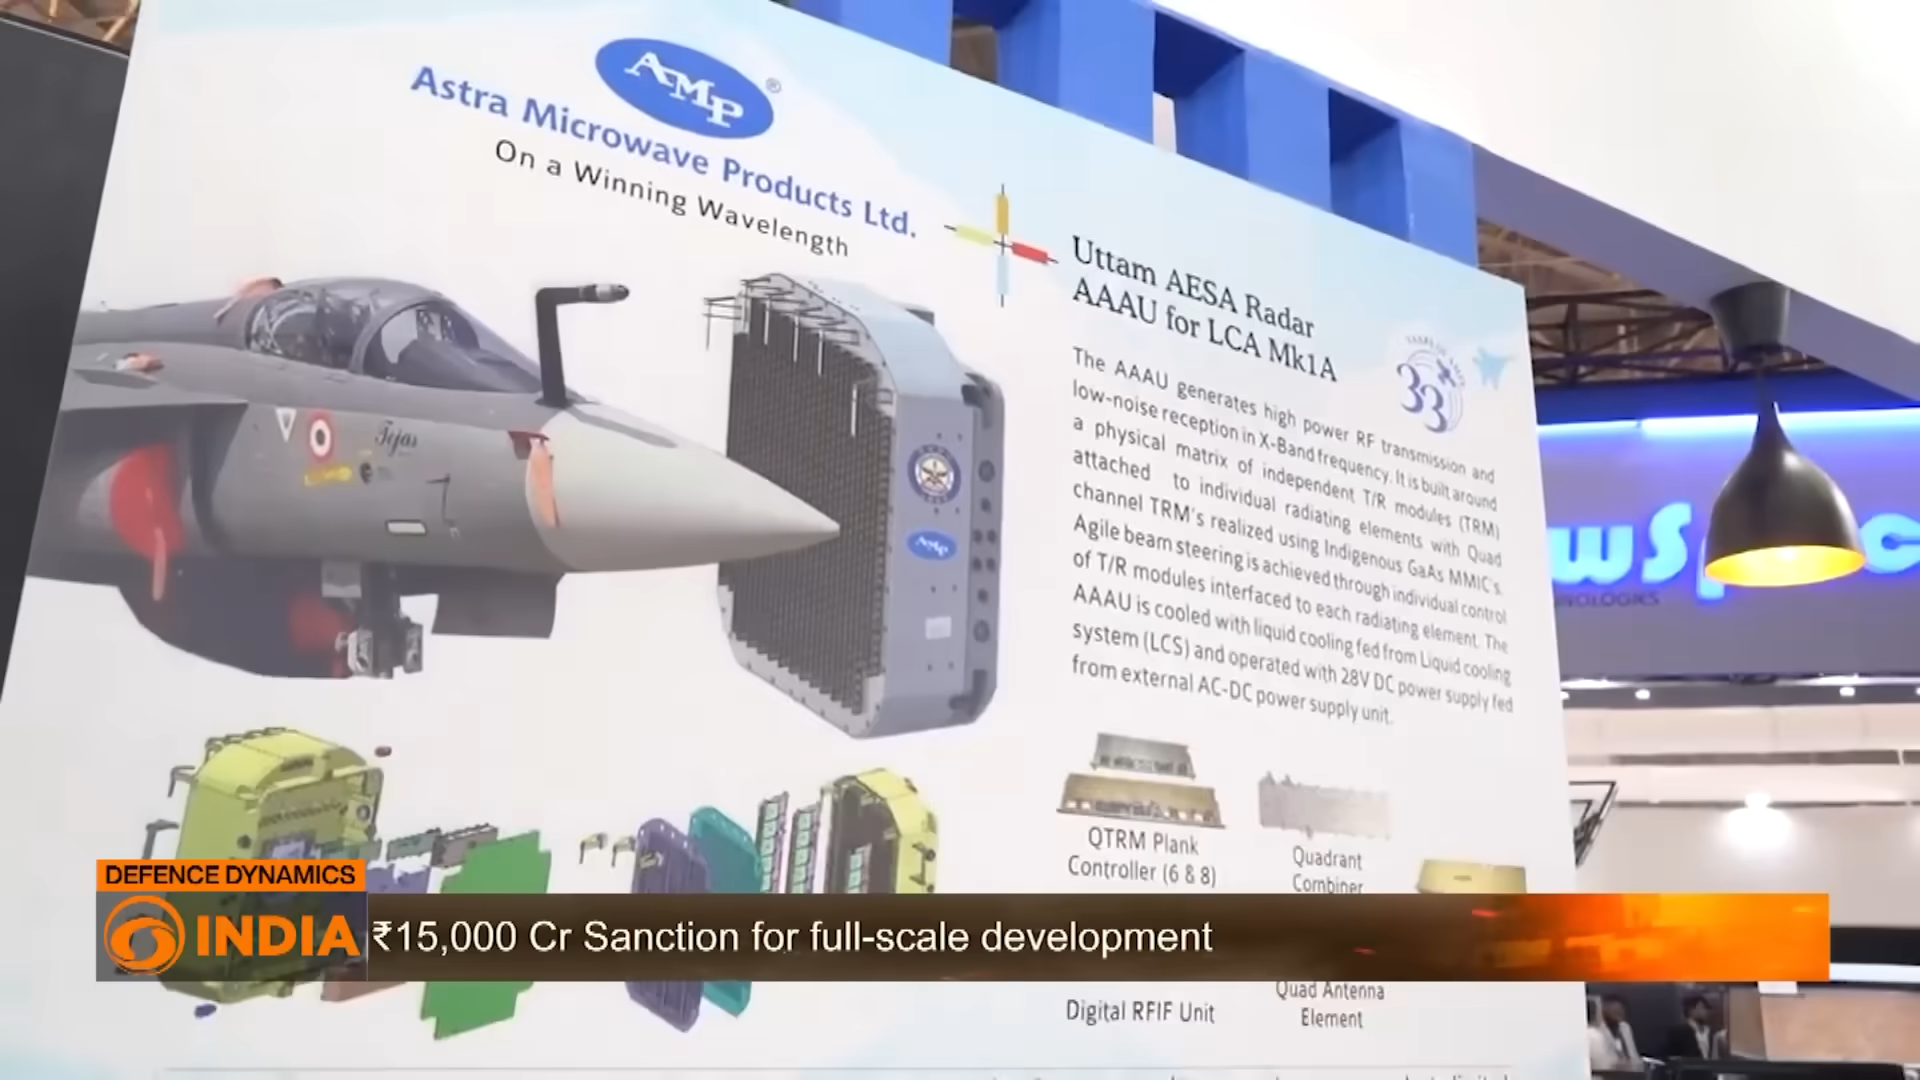 AMP®
Astra Microwave Products Ltd.
On a Winning Wavelength
Uttam AESA Radar
AAAU for LCA Mk1A
33
The AAAU generates high power RF transmission and
low-noise reception in X-Band frequency. It is built around
a physical matrix of independent T/R modules (TRM)
attached to individual radiating elements with Quad
channel TRM's realized using Indigenous GaAs MMIC's.
Agile beam steering is achieved through individual control
of T/R modules interfaced to each radiating element. The
AAAU is cooled with liquid cooling fed from Liquid cooling
system (LCS) and operated with 28V DC power supply fed
from external AC-DC power supply unit.
Tejas
AMP
QTRM Plank
Controller (6 & 8)
Quadrant
Combiner
DEFENCE DYNAMICS
INDIA
₹15,000 Cr Sanction for full-scale development
Digital RFIF Unit
Quad Antenna
Element